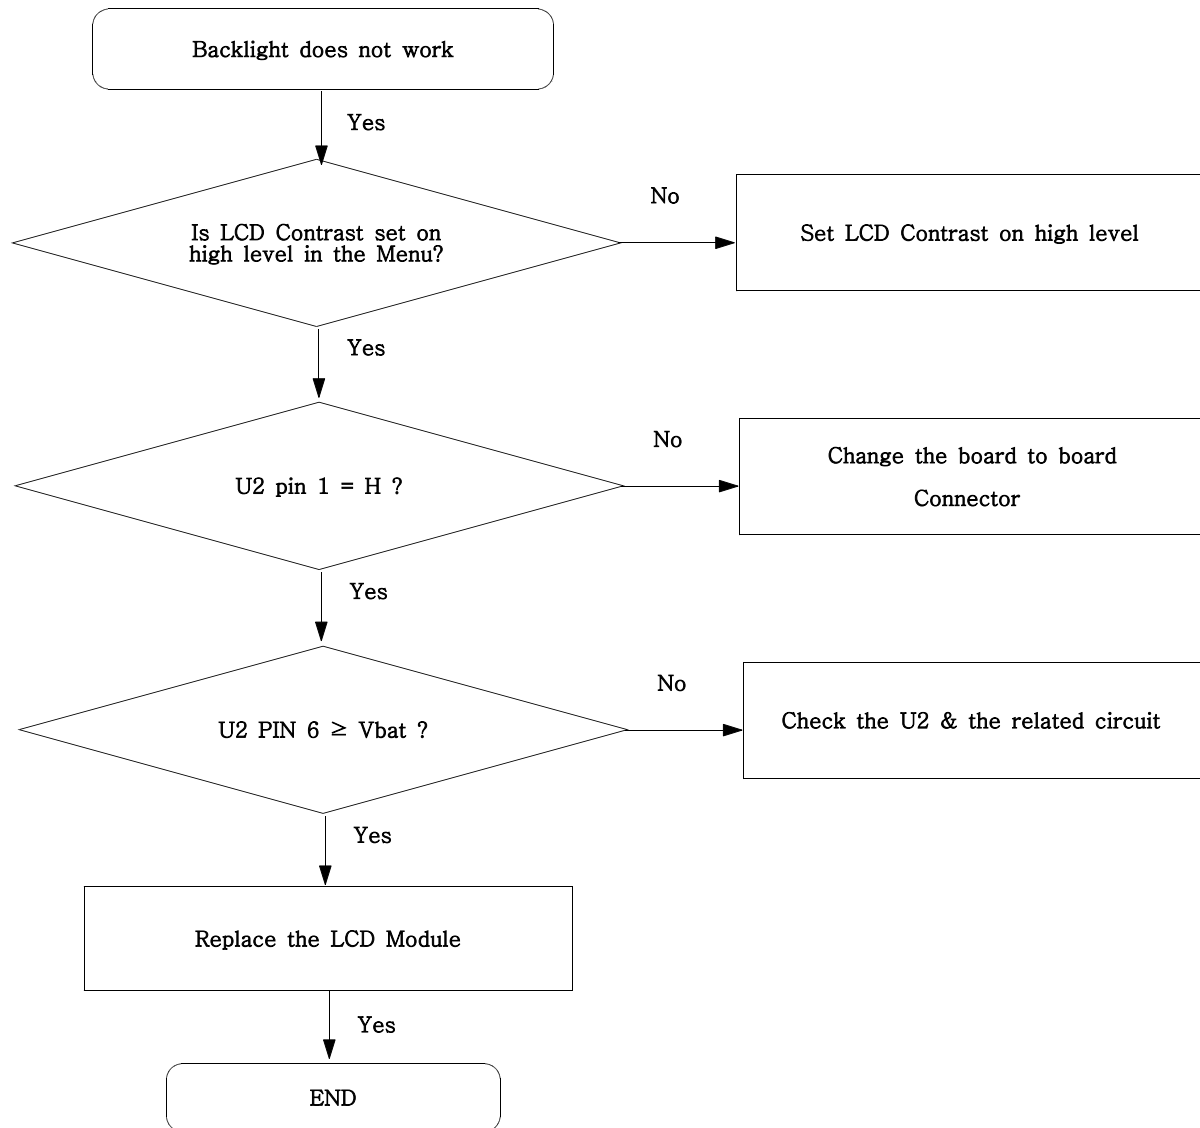 Backlight does not work
Yes
Is LCD Contrast set on
high level in the Menu?
No
Set LCD Contrast on high level
Yes
U2 pin 1 = H ?
No
Change the board to board
Connector
Yes
U2 PIN 6 ≥ Vbat ?
No
Check the U2 & the related circuit
Yes
Replace the LCD Module
Yes
END